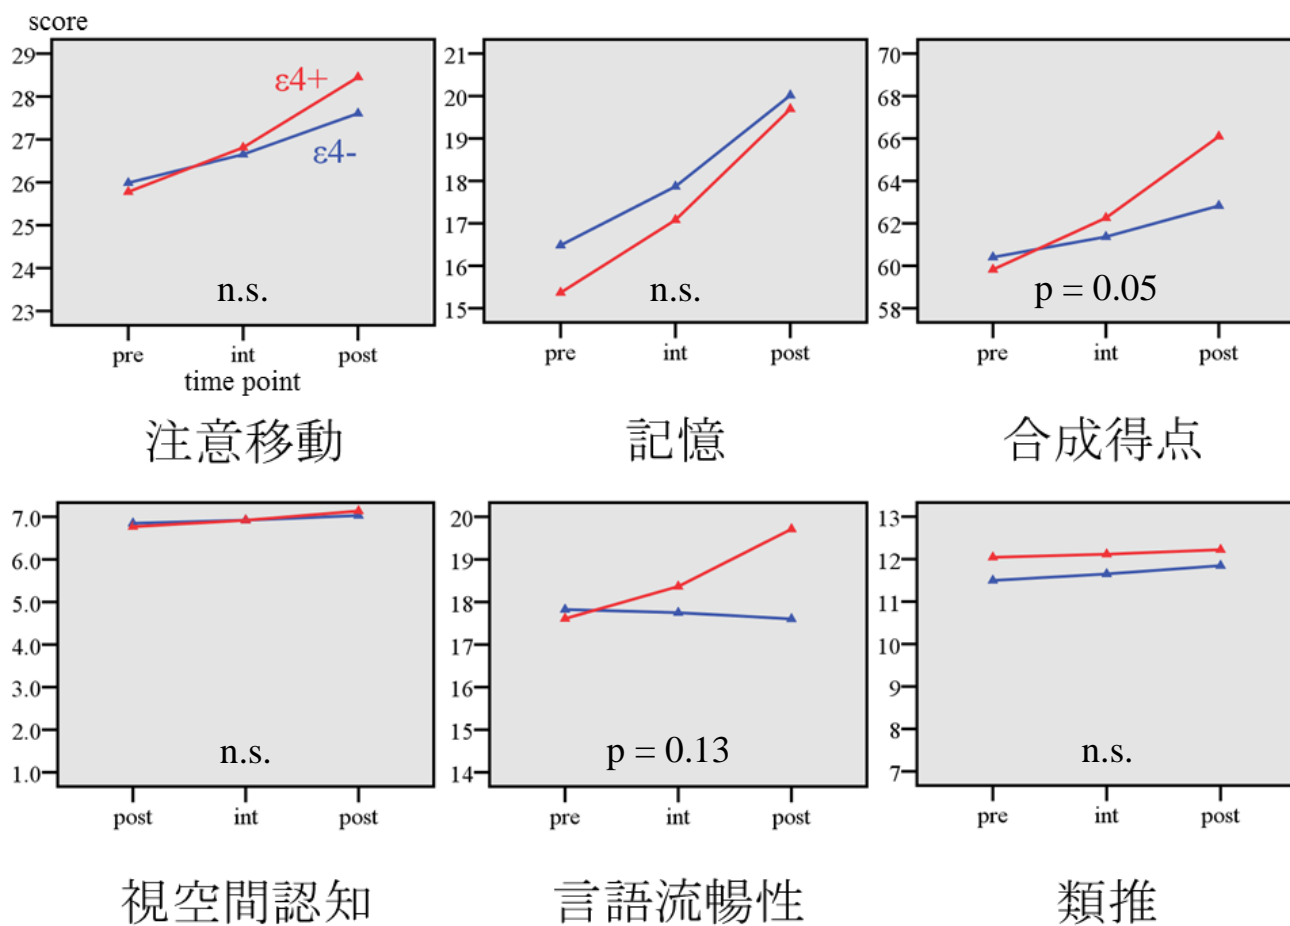 score
29
28
27
26
25
24
23
ε4+
ε4-
n.s.
pre int post
time point
注意移動
21
20
19
18
17
16
15
n.s.
pre int post
記憶
70
68
66
64
62
60
58
p = 0.05
pre int post
合成得点
7.0
6.0
5.0
4.0
3.0
2.0
1.0
n.s.
post int post
視空間認知
20
19
18
17
16
15
14
p = 0.13
pre int post
言語流暢性
13
12
11
10
9
8
7
n.s.
pre int post
類推